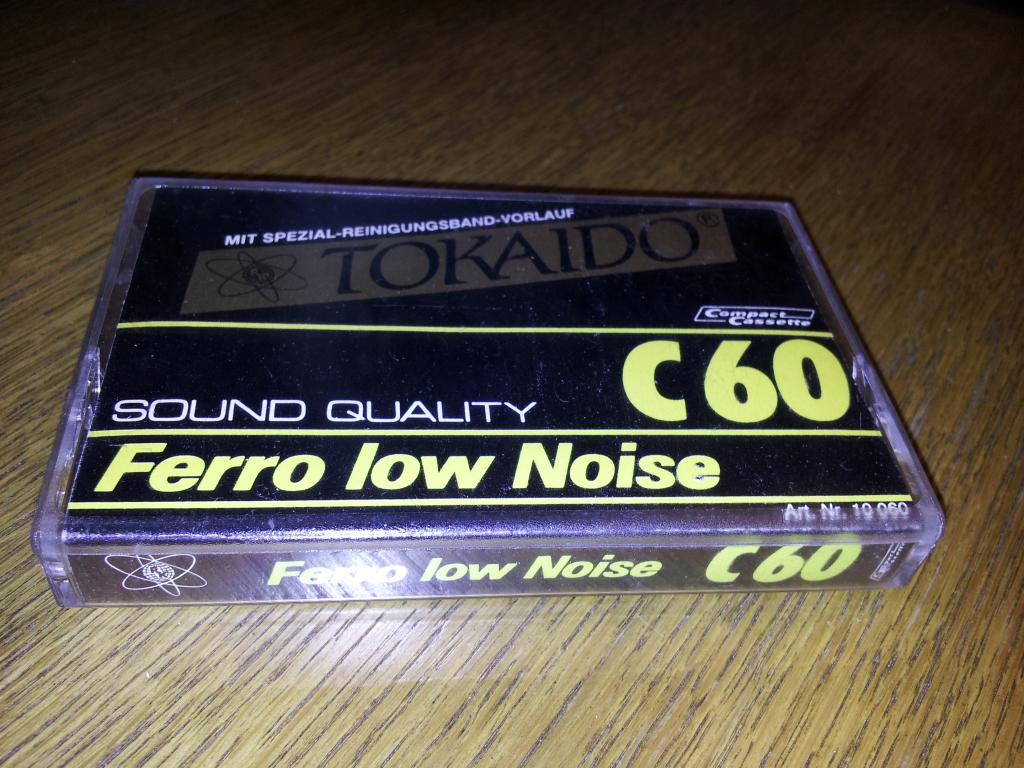 MIT SPEZIAL-REINIGUNGSBAND-VORLAUF
TOKAIDO®
Compact
Cassette
C60
SOUND QUALITY
Ferro low Noise
Art. Nr. 10 060
Ferro low Noise C60